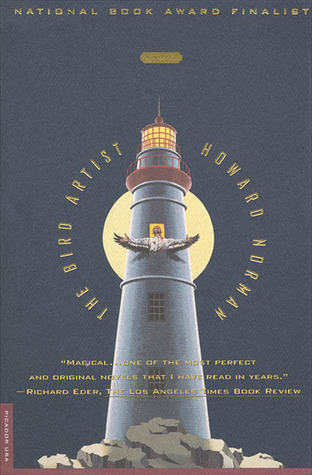 NATIONAL BOOK AWARD FINALIST
THE BIRD ARTIST
HOWARD NORMAN
"MAGICAL...ONE OF THE MOST PERFECT
AND ORIGINAL NOVELS THAT I HAVE READ IN YEARS."
—RICHARD EDER, THE LOS ANGELES TIMES BOOK REVIEW
PICADOR USA